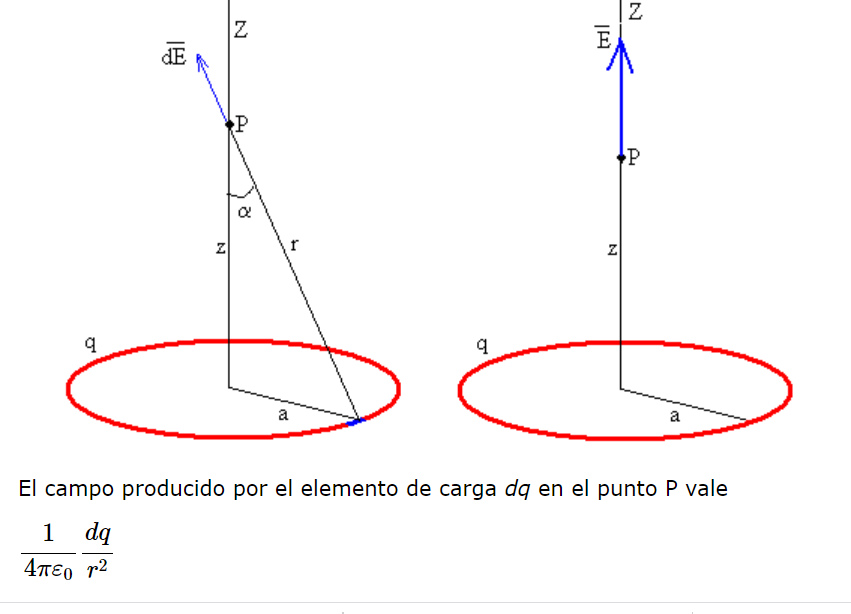 Z
dE̅
P
α
z
r
q
a
Z
E̅
P
z
q
a
El campo producido por el elemento de carga dq en el punto P vale
1/(4πε₀) dq/r²